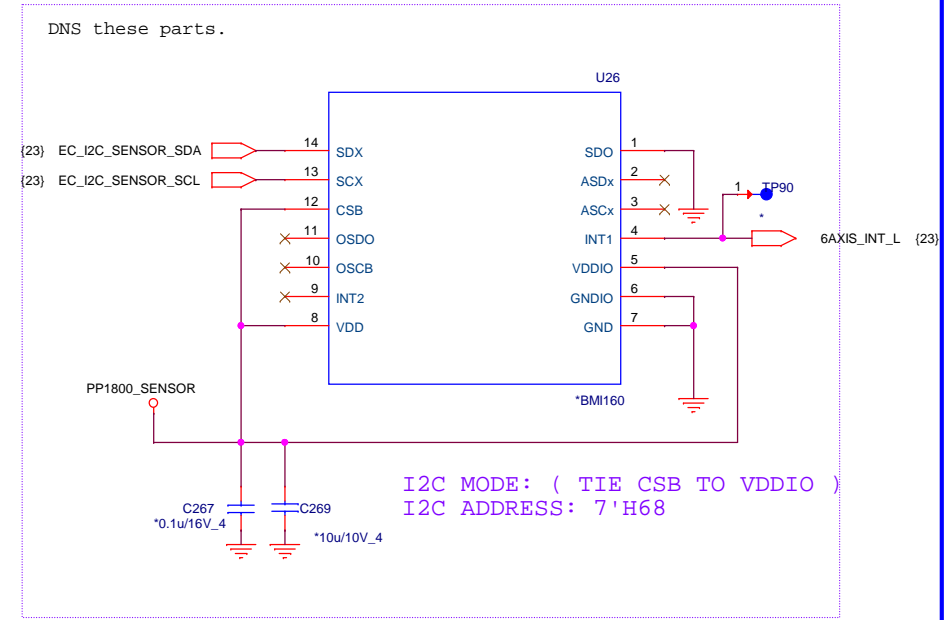 DNS these parts.
U26
{23} EC_I2C_SENSOR_SDA 14 SDX SDO 1
{23} EC_I2C_SENSOR_SCL 13 SCX ASDx 2 1 TP90
12 CSB ASCx 3 *
11 OSDO INT1 4 6AXIS_INT_L {23}
10 OSCB VDDIO 5
9 INT2 GNDIO 6
8 VDD GND 7
PP1800_SENSOR *BMI160
I2C MODE: ( TIE CSB TO VDDIO )
I2C ADDRESS: 7'H68
C267 C269
*0.1u/16V_4
*10u/10V_4